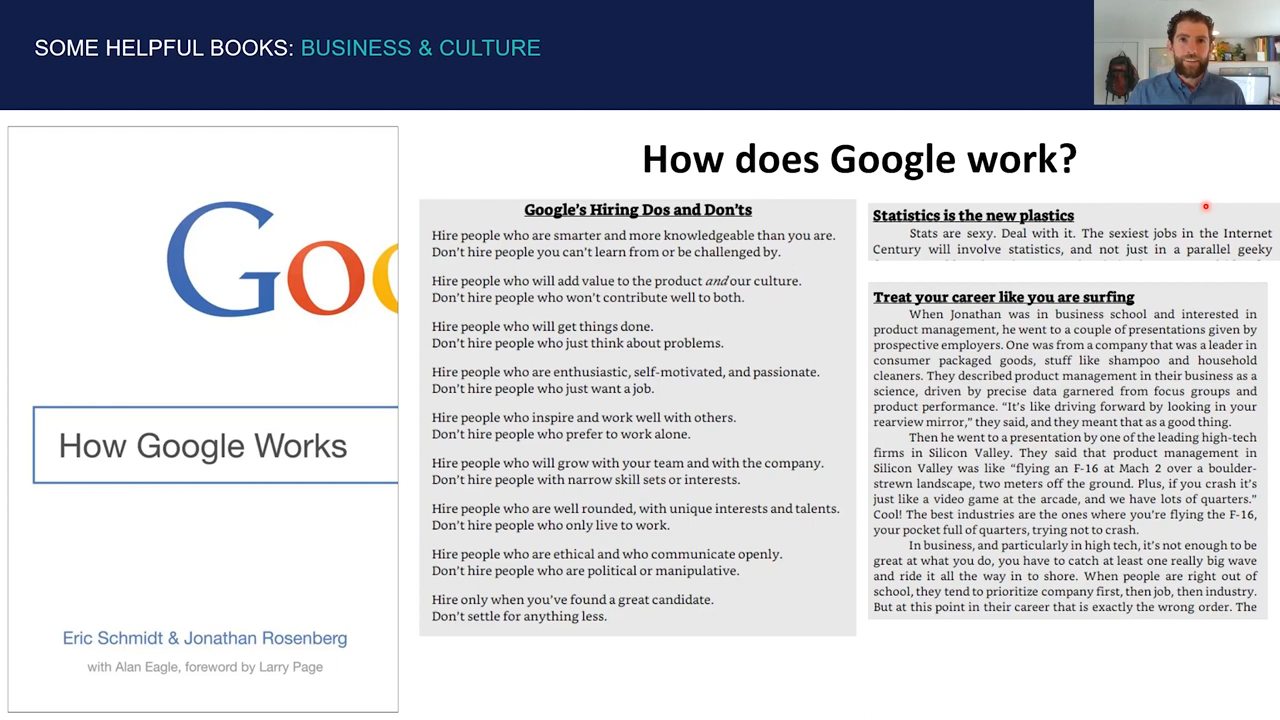 SOME HELPFUL BOOKS: BUSINESS & CULTURE
Goo
How Google Works
Eric Schmidt & Jonathan Rosenberg
with Alan Eagle, foreword by Larry Page
How does Google work?
Google's Hiring Dos and Don'ts
Hire people who are smarter and more knowledgeable than you are.
Don't hire people you can't learn from or be challenged by.
Hire people who will add value to the product and our culture.
Don't hire people who won't contribute well to both.
Hire people who will get things done.
Don't hire people who just think about problems.
Hire people who are enthusiastic, self-motivated, and passionate.
Don't hire people who just want a job.
Hire people who inspire and work well with others.
Don't hire people who prefer to work alone.
Hire people who will grow with your team and with the company.
Don't hire people with narrow skill sets or interests.
Hire people who are well rounded, with unique interests and talents.
Don't hire people who only live to work.
Hire people who are ethical and who communicate openly.
Don't hire people who are political or manipulative.
Hire only when you've found a great candidate.
Don't settle for anything less.
Statistics is the new plastics
Stats are sexy. Deal with it. The sexiest jobs in the Internet
Century will involve statistics, and not just in a parallel geeky
Treat your career like you are surfing
When Jonathan was in business school and interested in
product management, he went to a couple of presentations given by
prospective employers. One was from a company that was a leader in
consumer packaged goods, stuff like shampoo and household
cleaners. They described product management in their business as a
science, driven by precise data garnered from focus groups and
product performance. "It's like driving forward by looking in your
rearview mirror," they said, and they meant that as a good thing.
Then he went to a presentation by one of the leading high-tech
firms in Silicon Valley. They said that product management in
Silicon Valley was like "flying an F-16 at Mach 2 over a boulder-
strewn landscape, two meters off the ground. Plus, if you crash it's
just like a video game at the arcade, and we have lots of quarters."
Cool! The best industries are the ones where you're flying the F-16,
your pocket full of quarters, trying not to crash.
In business, and particularly in high tech, it's not enough to be
great at what you do, you have to catch at least one really big wave
and ride it all the way in to shore. When people are right out of
school, they tend to prioritize company first, then job, then industry.
But at this point in their career that is exactly the wrong order. The